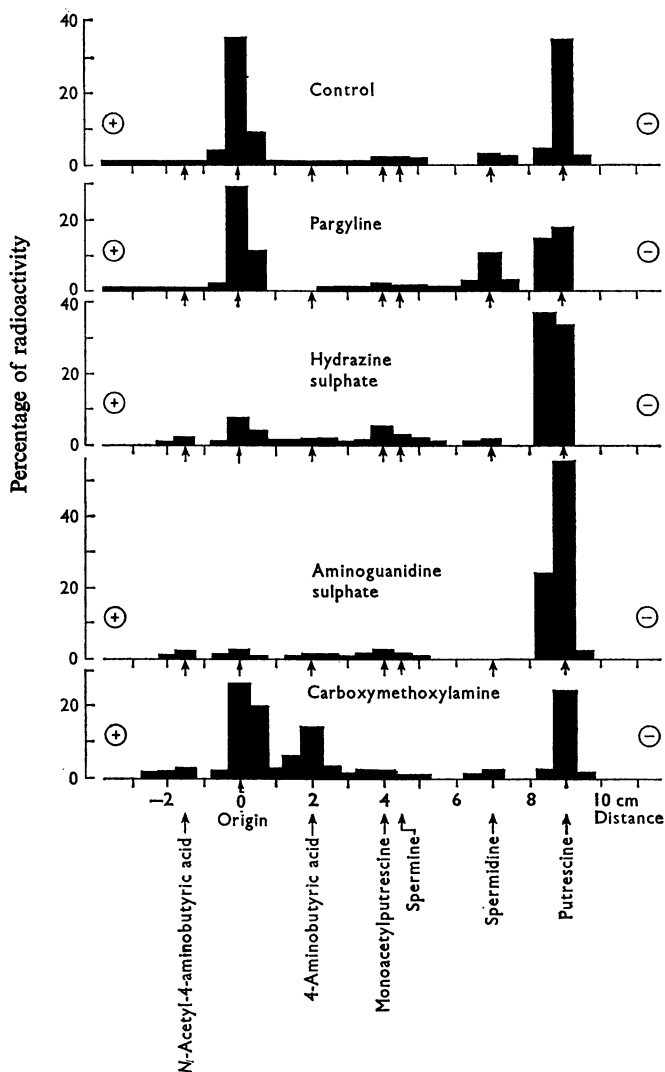 Percentage of radioactivity
40
20
0
+
Control
−
20
0
+
Pargyline
−
40
20
0
+
Hydrazine
sulphate
−
40
20
0
+
Aminoguanidine
sulphate
−
20
0
+
Carboxymethoxylamine
−
−2 0 2 4 6 8 10 cm
Origin
Distance
N-Acetyl-4-aminobutyric acid
4-Aminobutyric acid
Monoacetylputrescine
Spermine
Spermidine
Putrescine